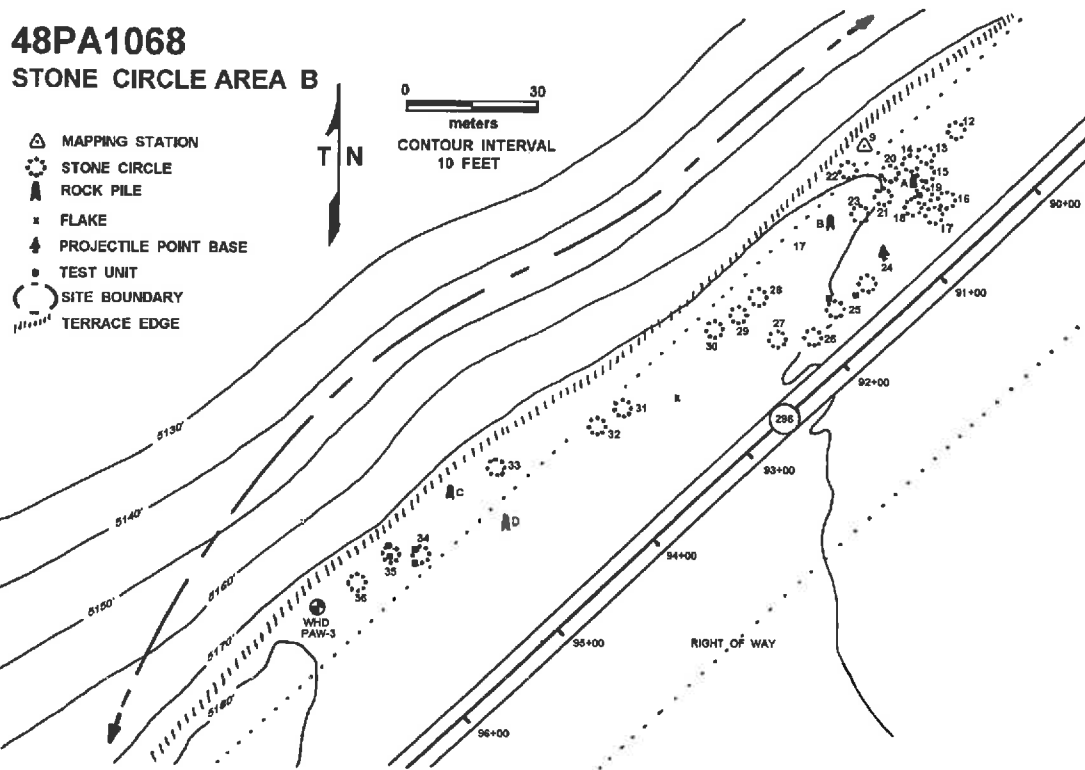 48PA1068
STONE CIRCLE AREA B
MAPPING STATION
STONE CIRCLE
ROCK PILE
FLAKE
PROJECTILE POINT BASE
TEST UNIT
SITE BOUNDARY
TERRACE EDGE
T N
0 30
meters
CONTOUR INTERVAL
10 FEET
9
12
13
14
20
22
15
A
19
16
21
18
17
23
B
17
24
90+00
91+00
28
25
29
27
30
26
92+00
296
31
32
93+00
33
C
D
94+00
34
35
36
WHD
PAW-3
95+00
RIGHT OF WAY
96+00
5130'
5140'
5150'
5160'
5170'
5180'